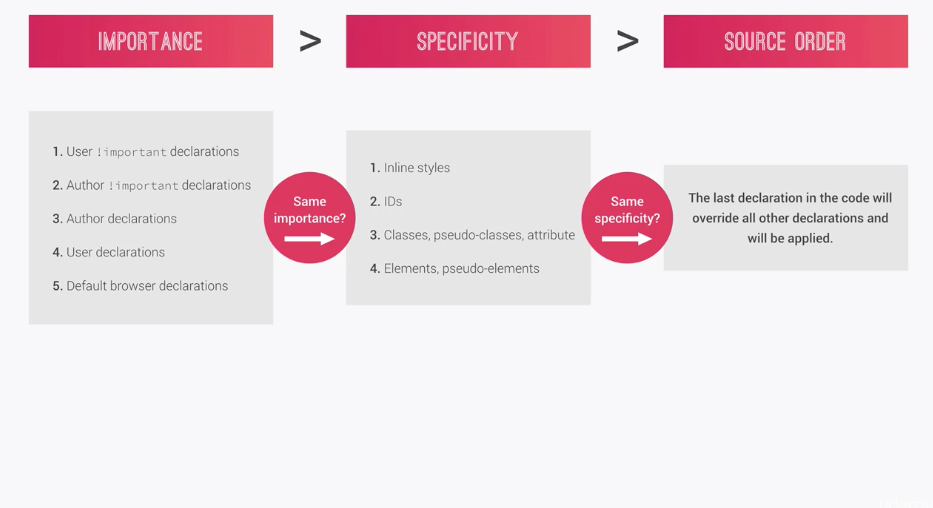 IMPORTANCE
>
SPECIFICITY
>
SOURCE ORDER
1. User !important declarations
2. Author !important declarations
3. Author declarations
4. User declarations
5. Default browser declarations
Same
importance?
1. Inline styles
2. IDs
3. Classes, pseudo-classes, attribute
4. Elements, pseudo-elements
Same
specificity?
The last declaration in the code will
override all other declarations and
will be applied.